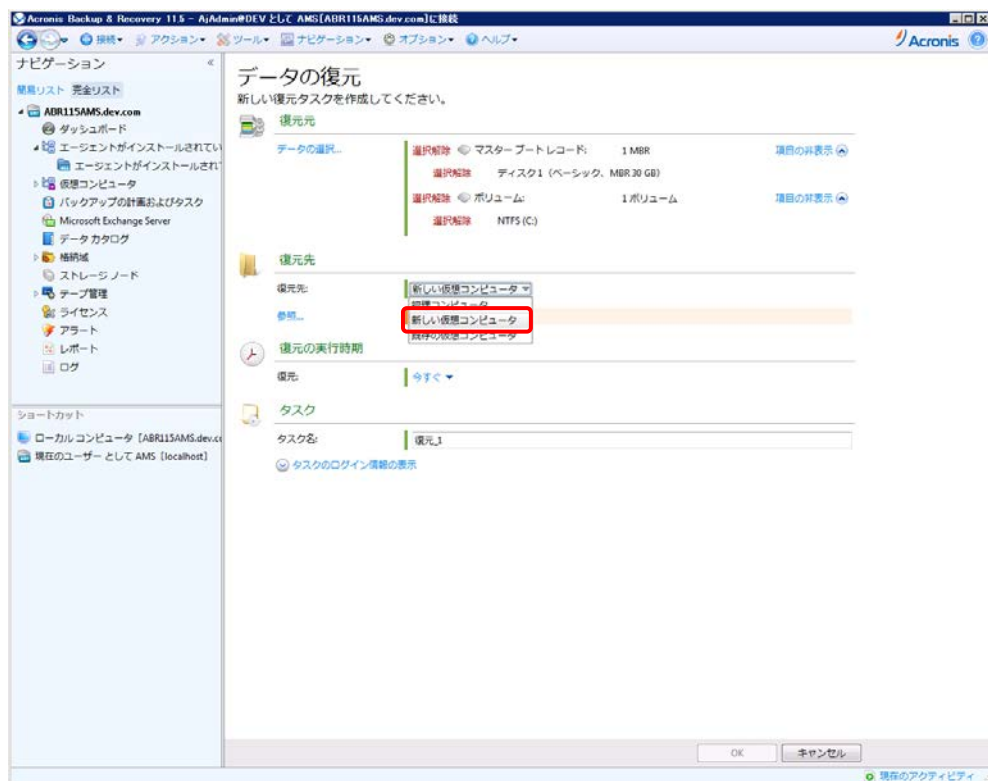 Acronis Backup & Recovery 11.5 - AjAdmin@DEV として AMS[ABR115AMS.dev.com]に接続
接続 アクション ツール ナビゲーション オプション ヘルプ
Acronis
ナビゲーション
簡易リスト 完全リスト
ABR115AMS.dev.com
ダッシュボード
エージェントがインストールされてい
エージェントがインストールされ
仮想コンピュータ
バックアップの計画およびタスク
Microsoft Exchange Server
データ カタログ
格納域
ストレージ ノード
テープ管理
ライセンス
アラート
レポート
ログ
ショートカット
ローカル コンピュータ [ABR115AMS.dev.c
現在のユーザー として AMS [localhost]
データの復元
新しい復元タスクを作成してください。
復元元
データの選択...
選択解除 マスター ブート レコード: 1 MBR 項目の非表示
選択解除 ディスク 1 (ベーシック、MBR 30 GB)
選択解除 ボリューム: 1 ボリューム 項目の非表示
選択解除 NTFS (C:)
復元先
復元先: 新しい仮想コンピュータ
物理コンピュータ
参照... 新しい仮想コンピュータ
既存の仮想コンピュータ
復元の実行時期
復元: 今すぐ
タスク
タスク名: 復元_1
タスクのログイン情報の表示
OK キャンセル
現在のアクティビティ